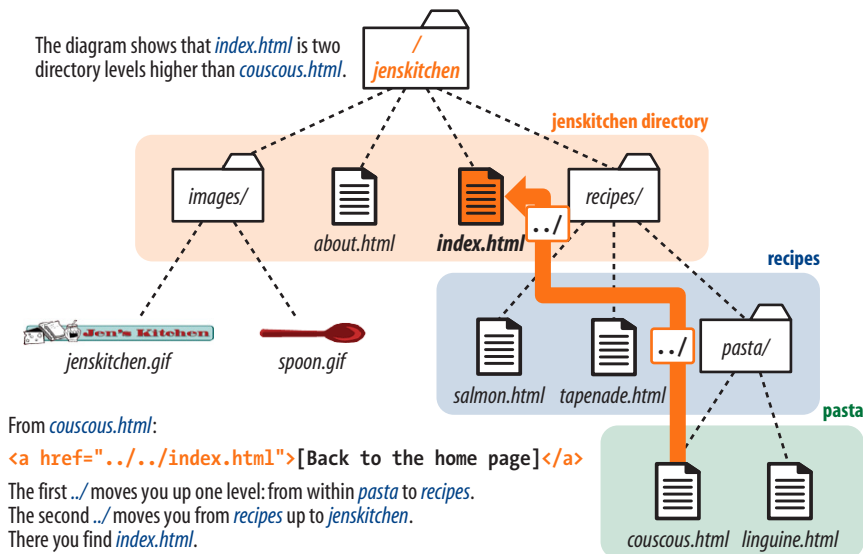 The diagram shows that index.html is two
directory levels higher than couscous.html.
/
jenskitchen
jenskitchen directory
images/
about.html
index.html
../
recipes/
recipes
Jen's Kitchen
jenskitchen.gif
spoon.gif
salmon.html
tapenade.html
../
pasta/
pasta
From couscous.html:
<a href="../../index.html">[Back to the home page]</a>
The first ../ moves you up one level: from within pasta to recipes.
The second ../ moves you from recipes up to jenskitchen.
There you find index.html.
couscous.html
linguine.html